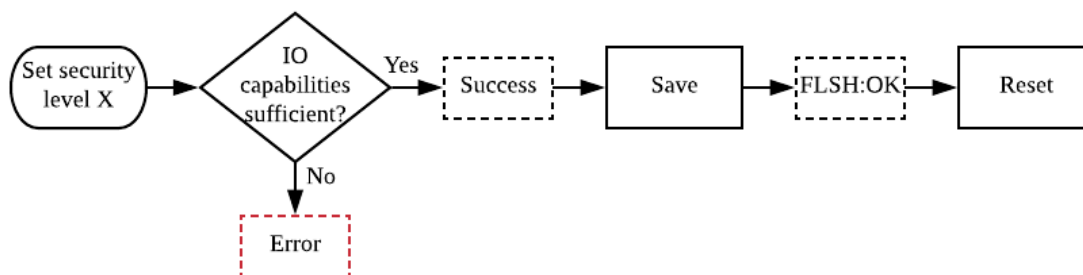 Set security
level X
IO
capabilities
sufficient?
Yes
Success
Save
FLSH:OK
Reset
No
Error